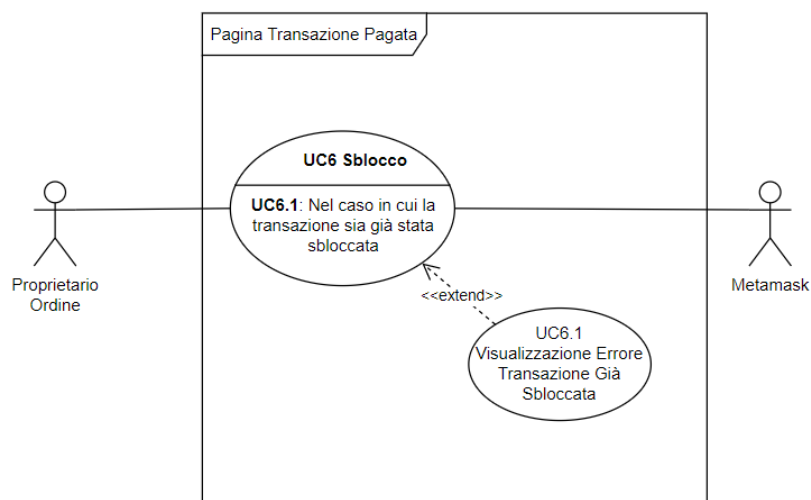 Pagina Transazione Pagata
UC6 Sblocco
UC6.1: Nel caso in cui la
transazione sia già stata
sbloccata
Proprietario
Ordine
Metamask
<<extend>>
UC6.1
Visualizzazione Errore
Transazione Già
Sbloccata